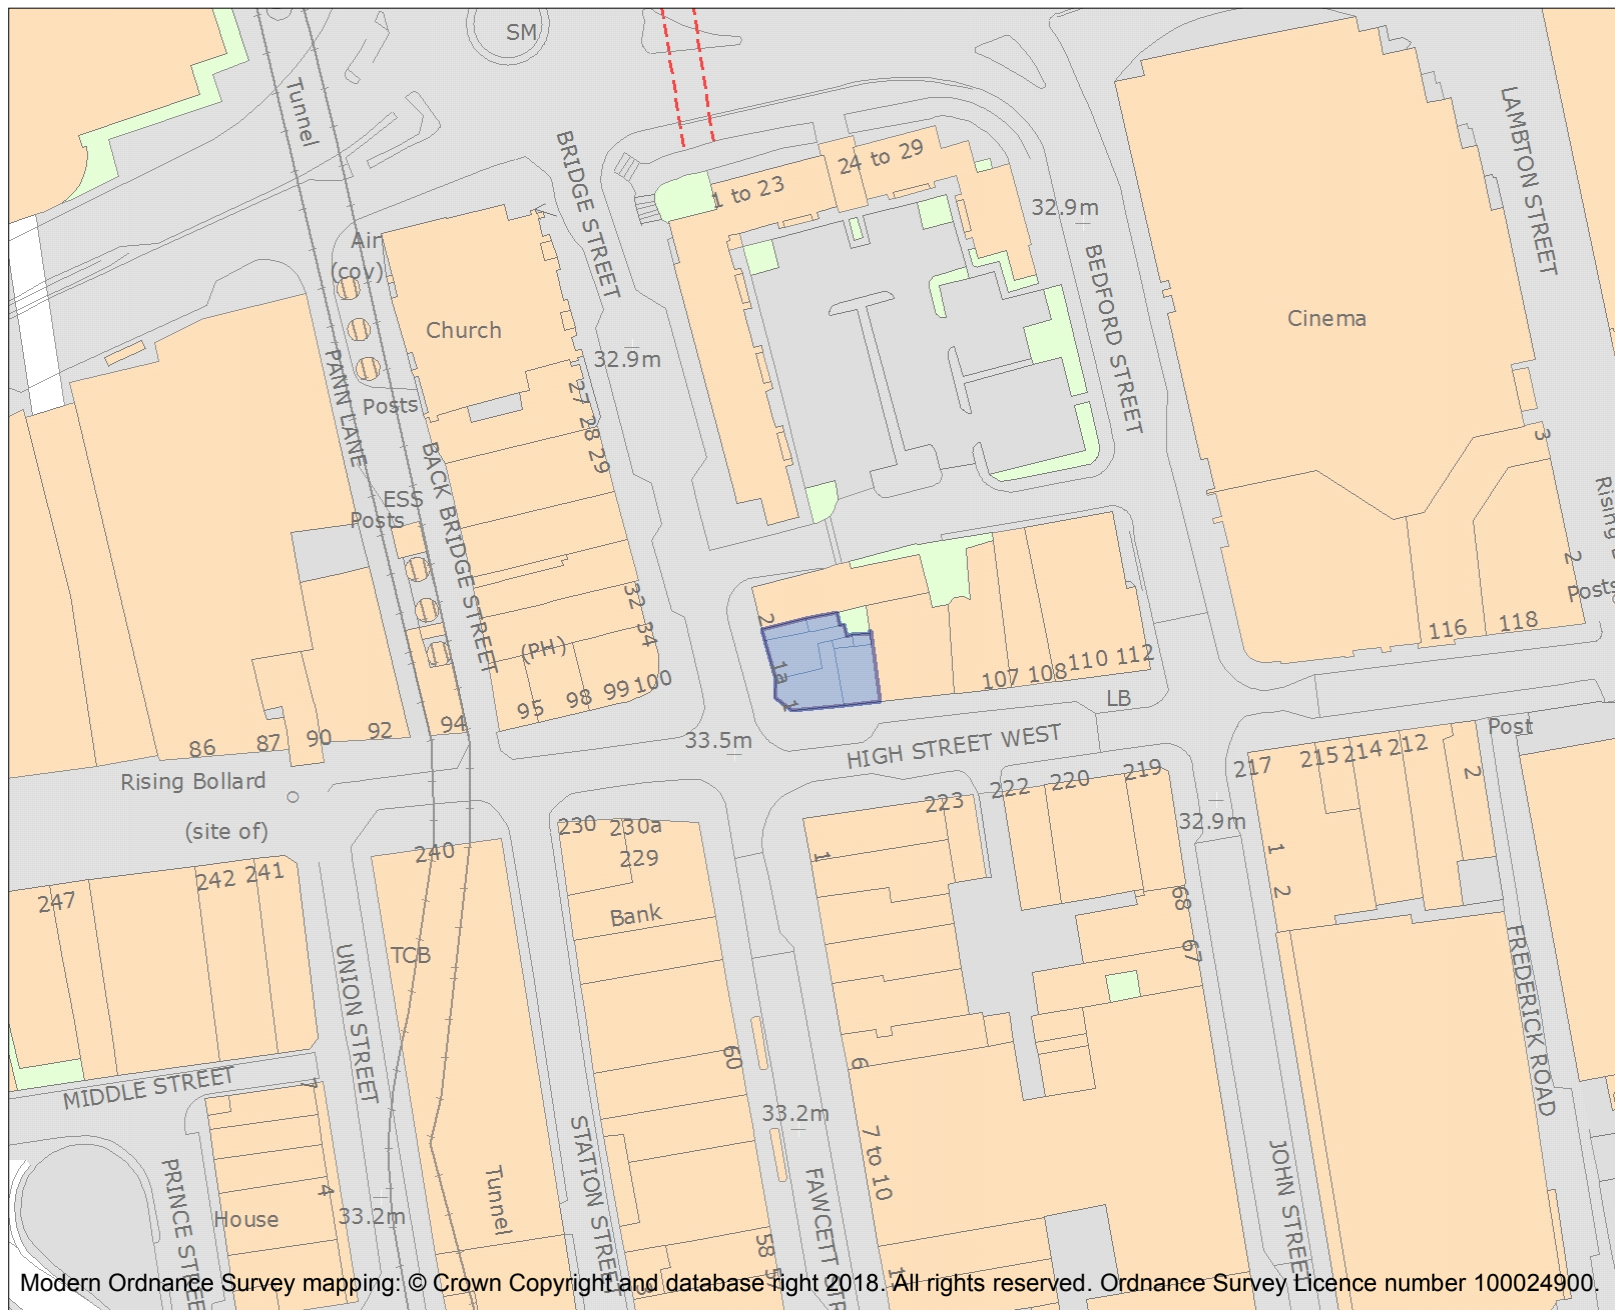 SM
Tunnel
BRIDGE STREET
24 to 29
1 to 23
LAMBTON STREET
32.9m
Air
(cov)
BEDFORD STREET
Church
Cinema
32.9m
PANN LANE
Posts
27
28
29
3
BACK BRIDGE STREET
ESS
Posts
Rising
2
Posts
32
34
2
(PH)
1a
1
116
118
107
108
110
112
95
98
99
100
LB
86
87
90
92
94
33.5m
HIGH STREET WEST
Post
Rising Bollard
(site of)
217
215
214
212
2
223
222
220
219
230
230a
229
32.9m
240
1
1
2
247
242
241
Bank
68
67
TCB
UNION STREET
FREDERICK ROAD
60
6
MIDDLE STREET
7
33.2m
STATION STREET
7 to 10
JOHN STREE
PRINCE STREE
4
House
33.2m
Tunnel
FAWCETT STR
58
Modern Ordnance Survey mapping: © Crown Copyright and database right 2018. All rights reserved. Ordnance Survey Licence number 100024900.